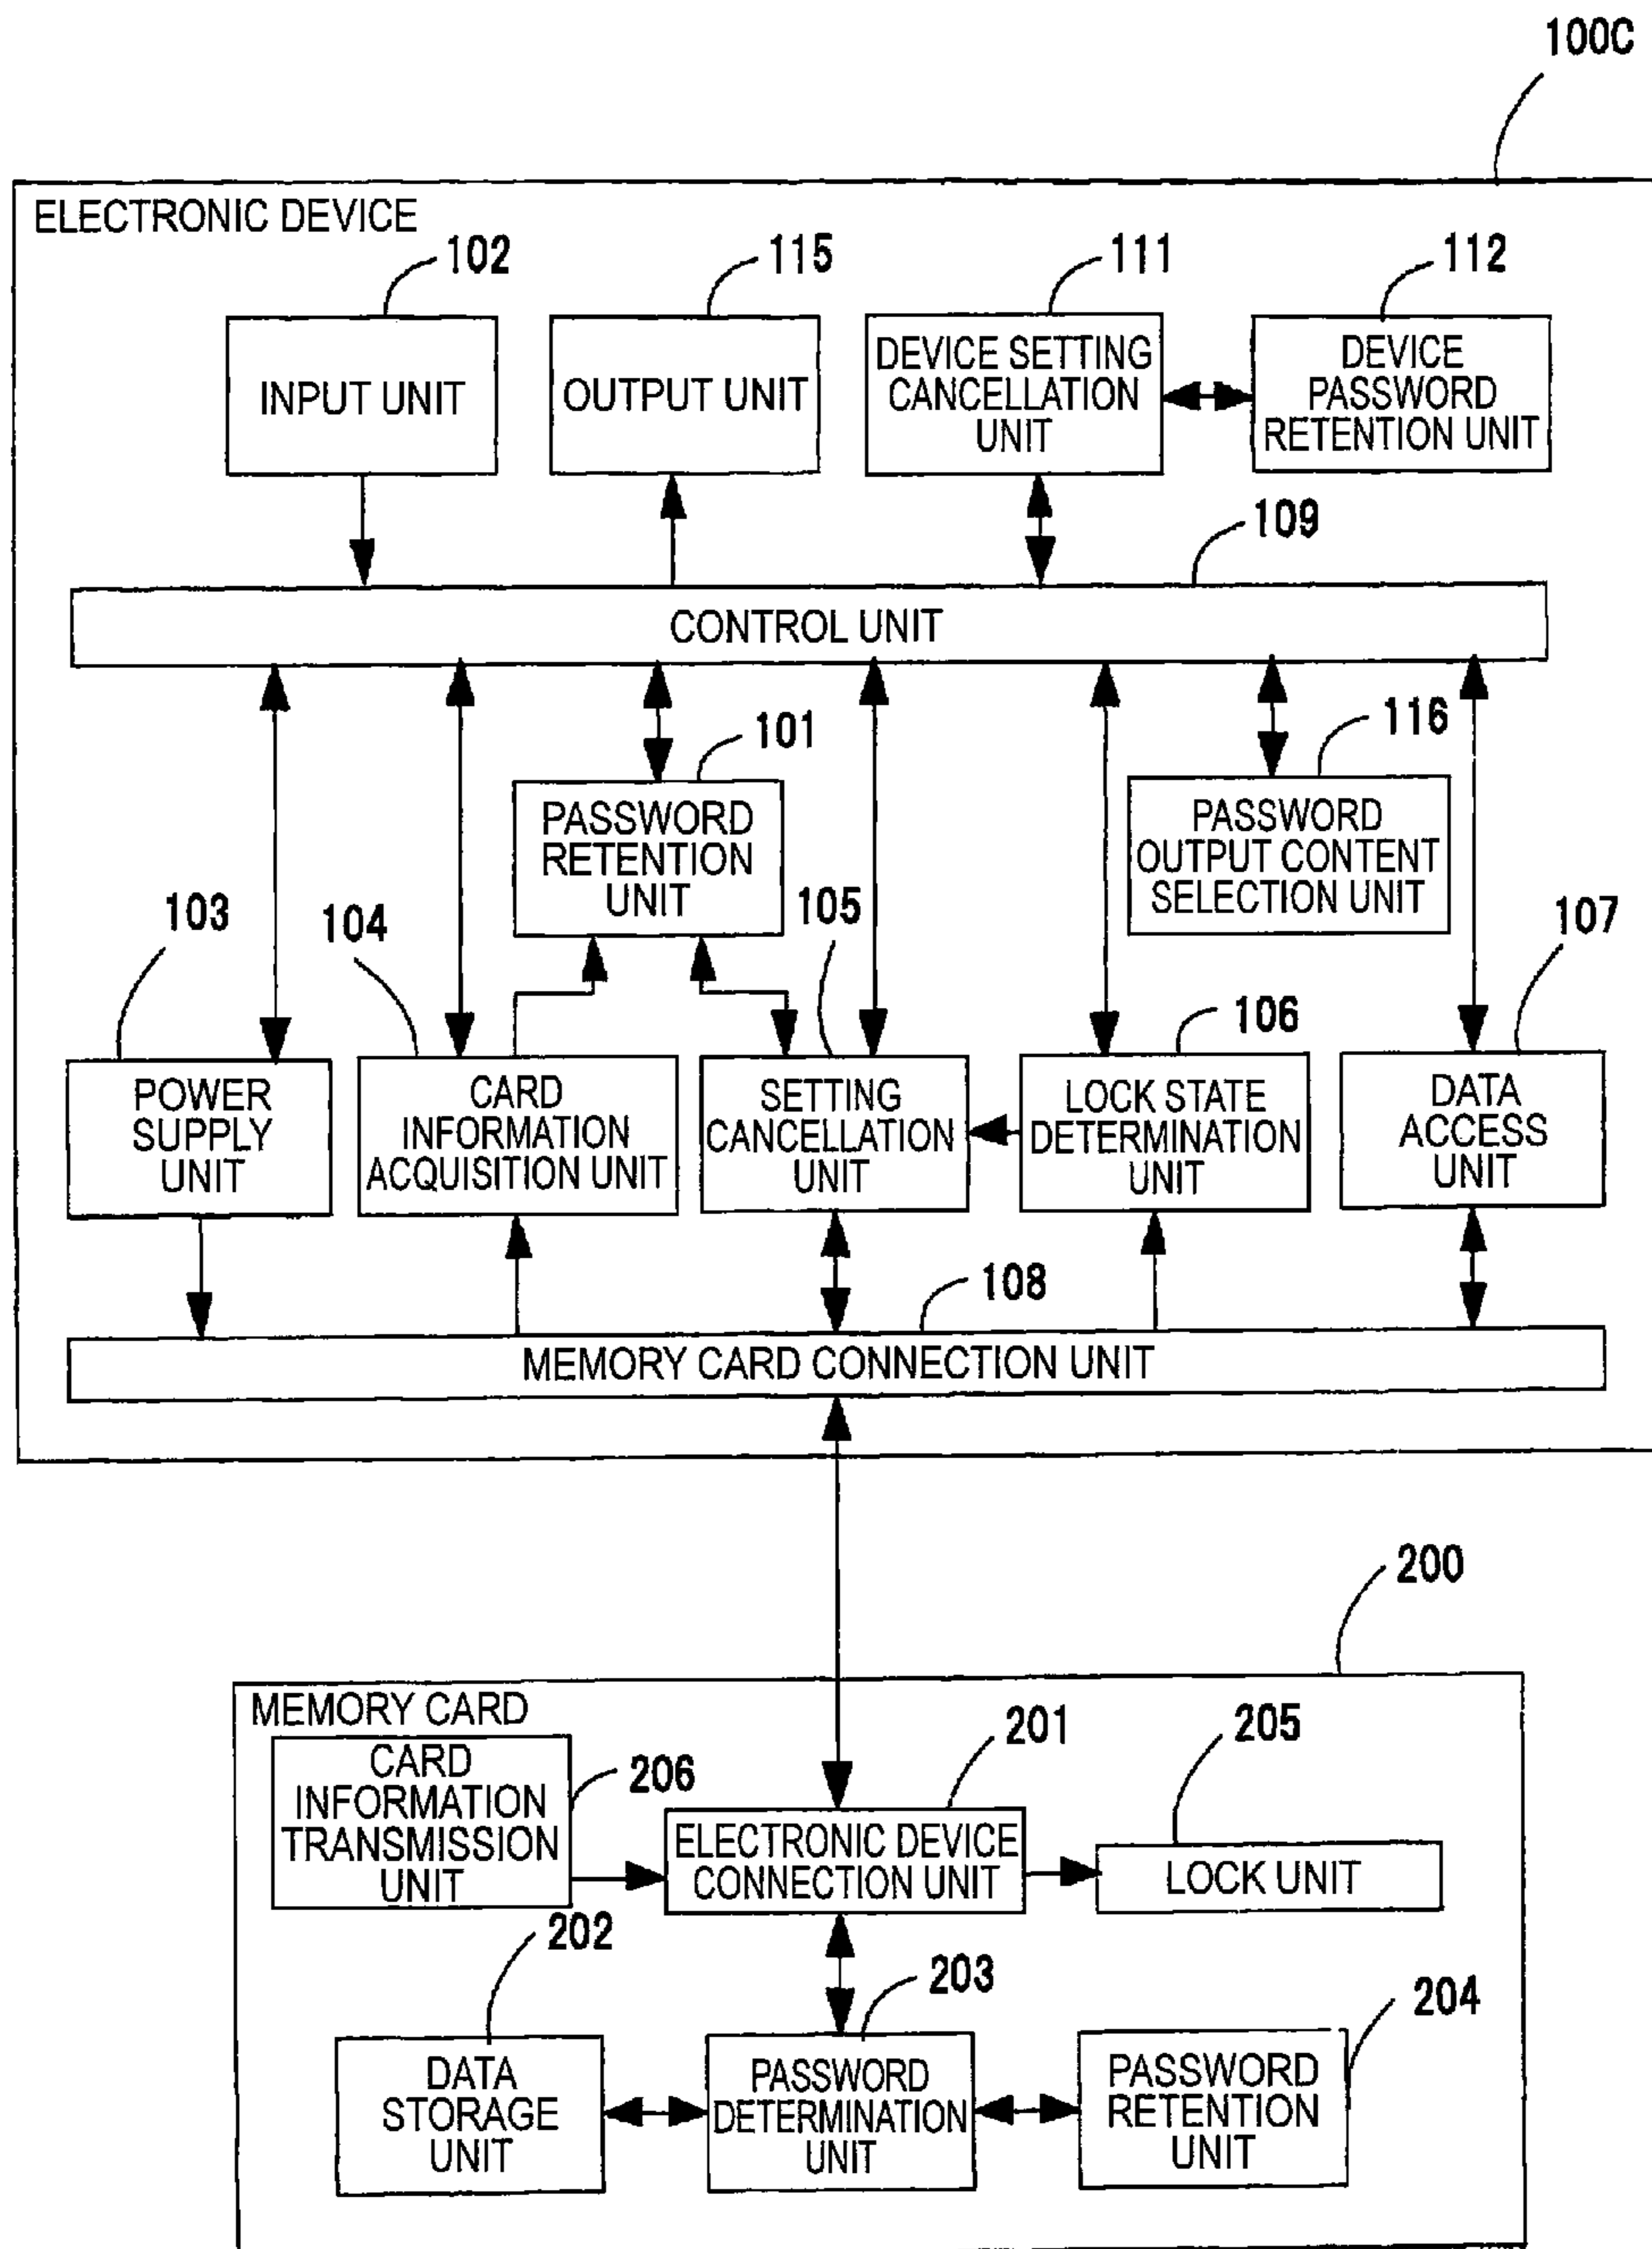 100C
ELECTRONIC DEVICE
102
115
111
112
INPUT UNIT
OUTPUT UNIT
DEVICE SETTING
CANCELLATION
UNIT
DEVICE
PASSWORD
RETENTION UNIT
109
CONTROL UNIT
101
116
PASSWORD
RETENTION
UNIT
PASSWORD
OUTPUT CONTENT
SELECTION UNIT
103
104
105
106
107
POWER
SUPPLY
UNIT
CARD
INFORMATION
ACQUISITION UNIT
SETTING
CANCELLATION
UNIT
LOCK STATE
DETERMINATION
UNIT
DATA
ACCESS
UNIT
108
MEMORY CARD CONNECTION UNIT
200
MEMORY CARD
CARD
INFORMATION
TRANSMISSION
UNIT
206
201
205
ELECTRONIC DEVICE
CONNECTION UNIT
LOCK UNIT
202
203
204
DATA
STORAGE
UNIT
PASSWORD
DETERMINATION
UNIT
PASSWORD
RETENTION
UNIT